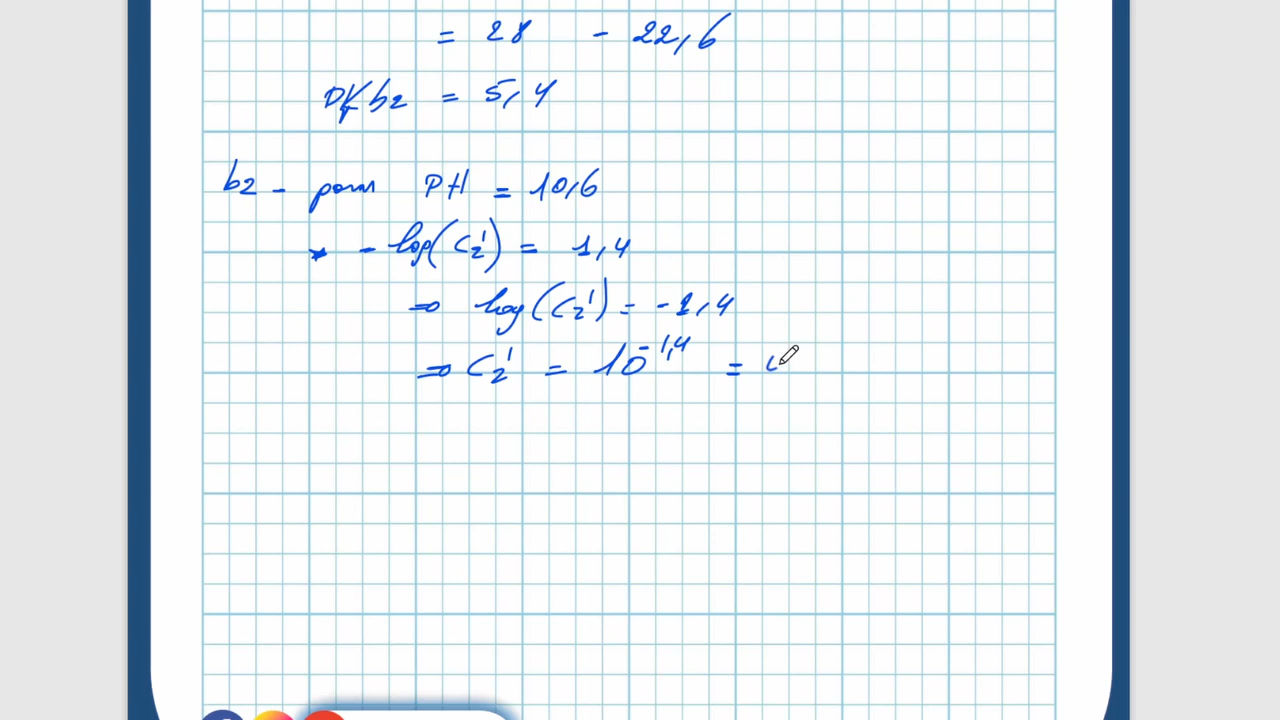 = 28 - 22,6
pKb2 = 5,4
b2 - pour PH = 10,6
* - log(C2') = 1,4
⇒ log(C2') = -1,4
⇒ C2' = 10^-1,4 =